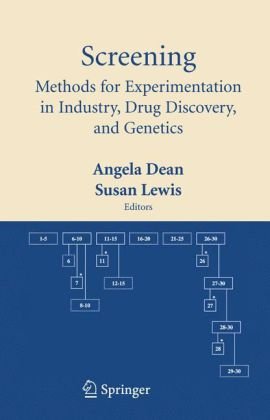 Screening
Methods for Experimentation
in Industry, Drug Discovery,
and Genetics
Angela Dean
Susan Lewis
Editors
1-5 6-10 11-15 16-20 21-25 26-30
6 * 11 * 26 *
7 * 12-15 27-30
8-10 27 *
28-30
28 *
29-30
Springer